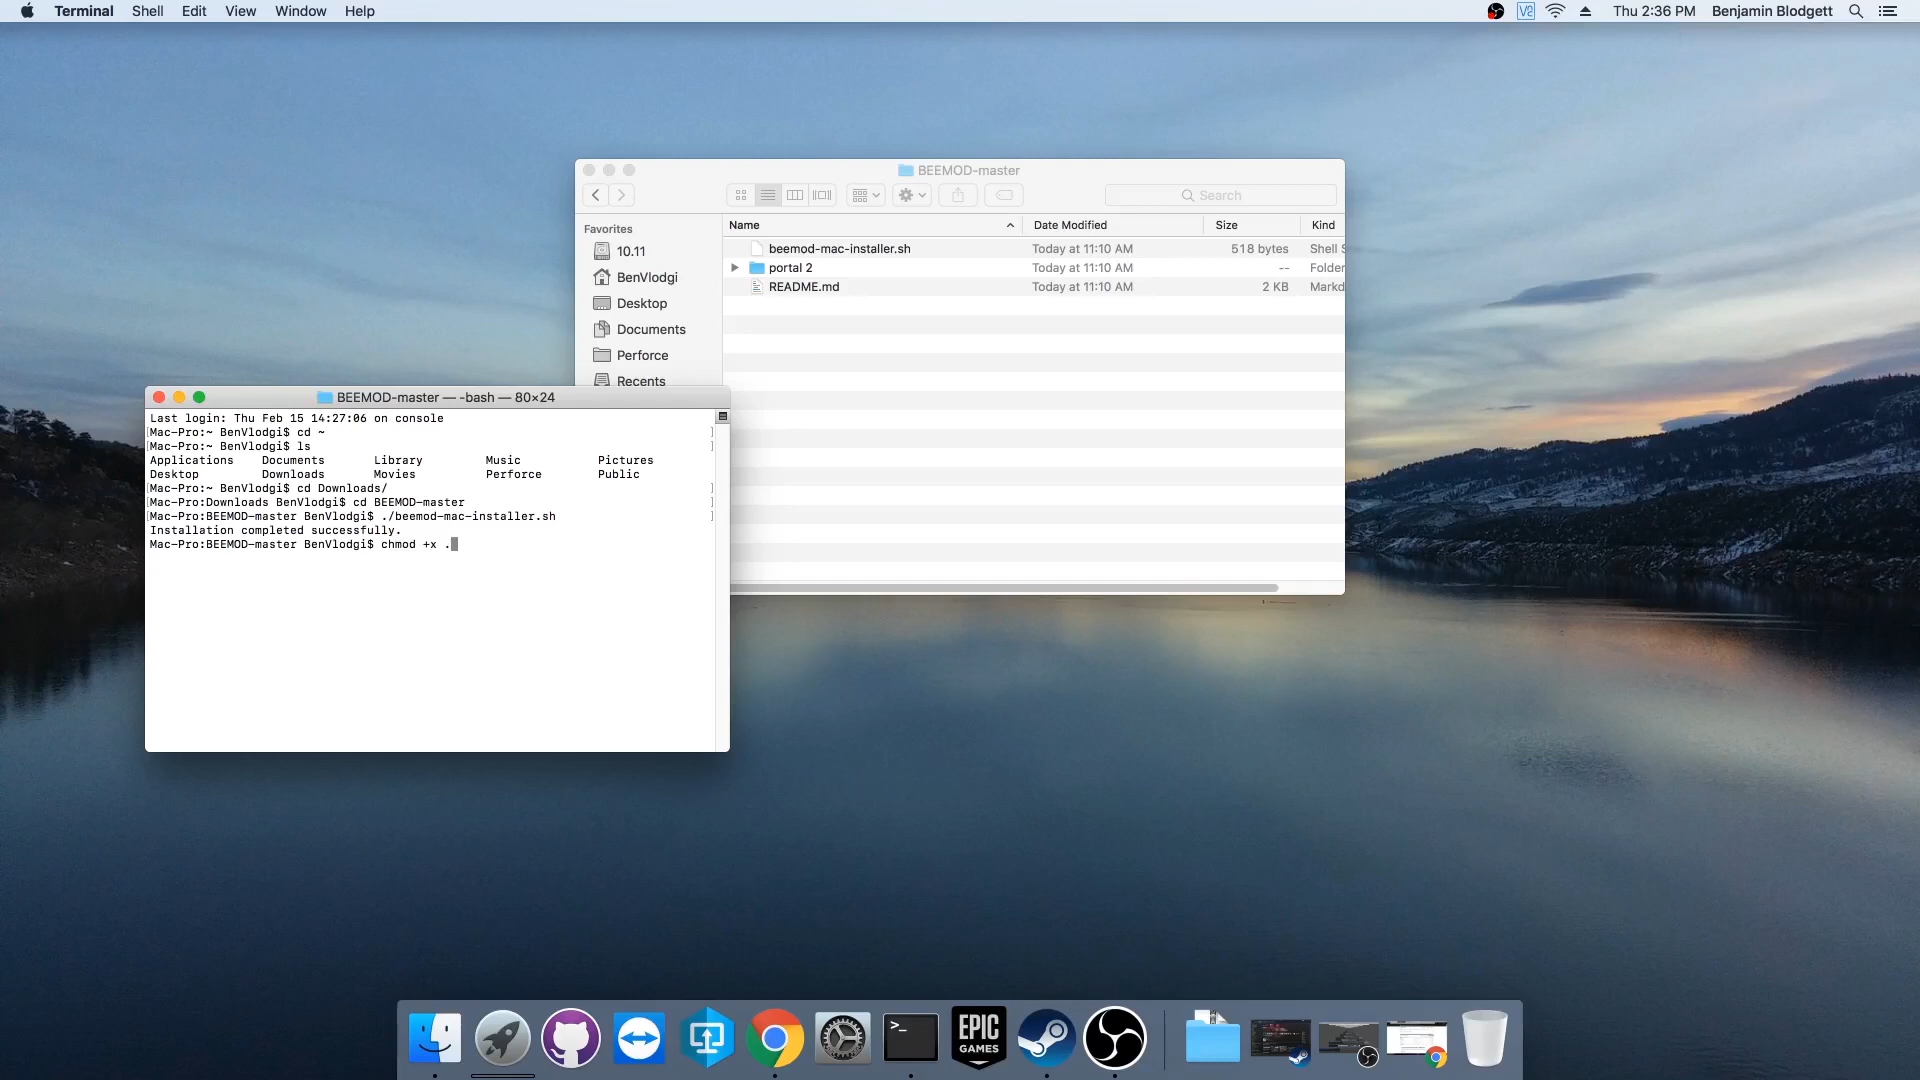 Terminal Shell Edit View Window Help
Thu 2:36 PM Benjamin Blodgett
BEEMOD-master
Search
Favorites
10.11
BenVlodgi
Desktop
Documents
Perforce
Recents
Name Date Modified Size Kind
beemod-mac-installer.sh Today at 11:10 AM 518 bytes Shell S
portal 2 Today at 11:10 AM -- Folder
README.md Today at 11:10 AM 2 KB Markd
BEEMOD-master — -bash — 80×24
Last login: Thu Feb 15 14:27:06 on console
[Mac-Pro:~ BenVlodgi$ cd ~ ]
[Mac-Pro:~ BenVlodgi$ ls ]
Applications Documents Library Music Pictures
Desktop Downloads Movies Perforce Public
[Mac-Pro:~ BenVlodgi$ cd Downloads/ ]
[Mac-Pro:Downloads BenVlodgi$ cd BEEMOD-master ]
[Mac-Pro:BEEMOD-master BenVlodgi$ ./beemod-mac-installer.sh ]
Installation completed successfully.
Mac-Pro:BEEMOD-master BenVlodgi$ chmod +x .
>_
EPIC
GAMES